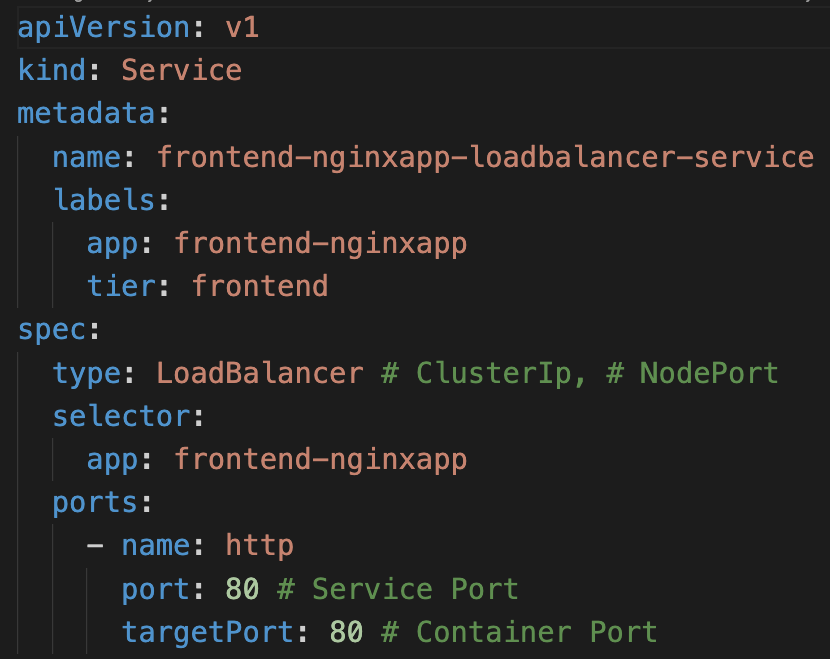 apiVersion: v1
kind: Service
metadata:
  name: frontend-nginxapp-loadbalancer-service
  labels:
    app: frontend-nginxapp
    tier: frontend
spec:
  type: LoadBalancer # ClusterIp, # NodePort
  selector:
    app: frontend-nginxapp
  ports:
    - name: http
      port: 80 # Service Port
      targetPort: 80 # Container Port